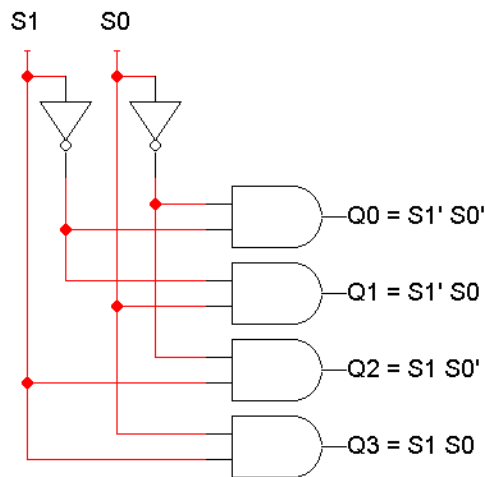 S1 S0
Q0 = S1' S0'
Q1 = S1' S0
Q2 = S1 S0'
Q3 = S1 S0